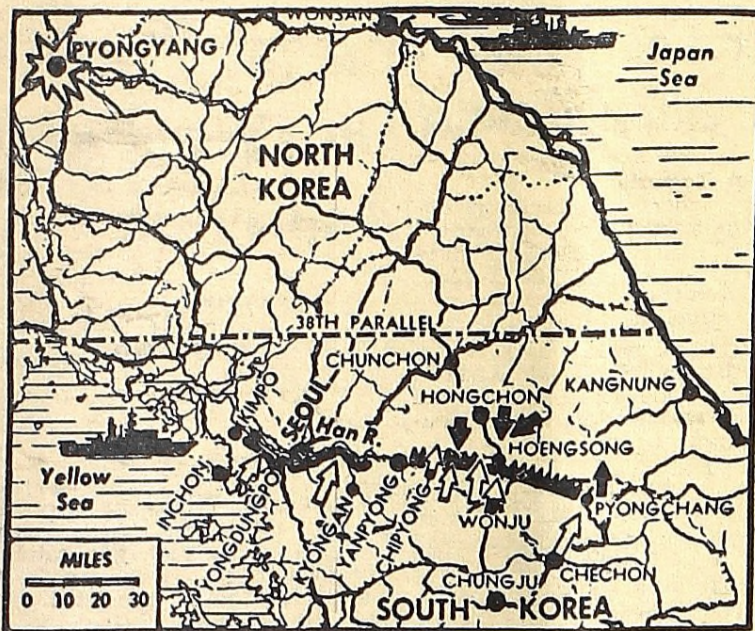 WONSAN
PYONGYANG
Japan
Sea
NORTH
KOREA
38TH PARALLEL
CHUNCHON
HONGCHON
KANGNUNG
KIMPO
SEOUL
Han R.
HOENGSONG
Yellow
Sea
INCHON
YONGDUNGPO
KYONGAN
YANPYONG
CHIPYONG
WONJU
PYONGCHANG
MILES
0 10 20 30
CHUNGJU
CHECHON
SOUTH KOREA